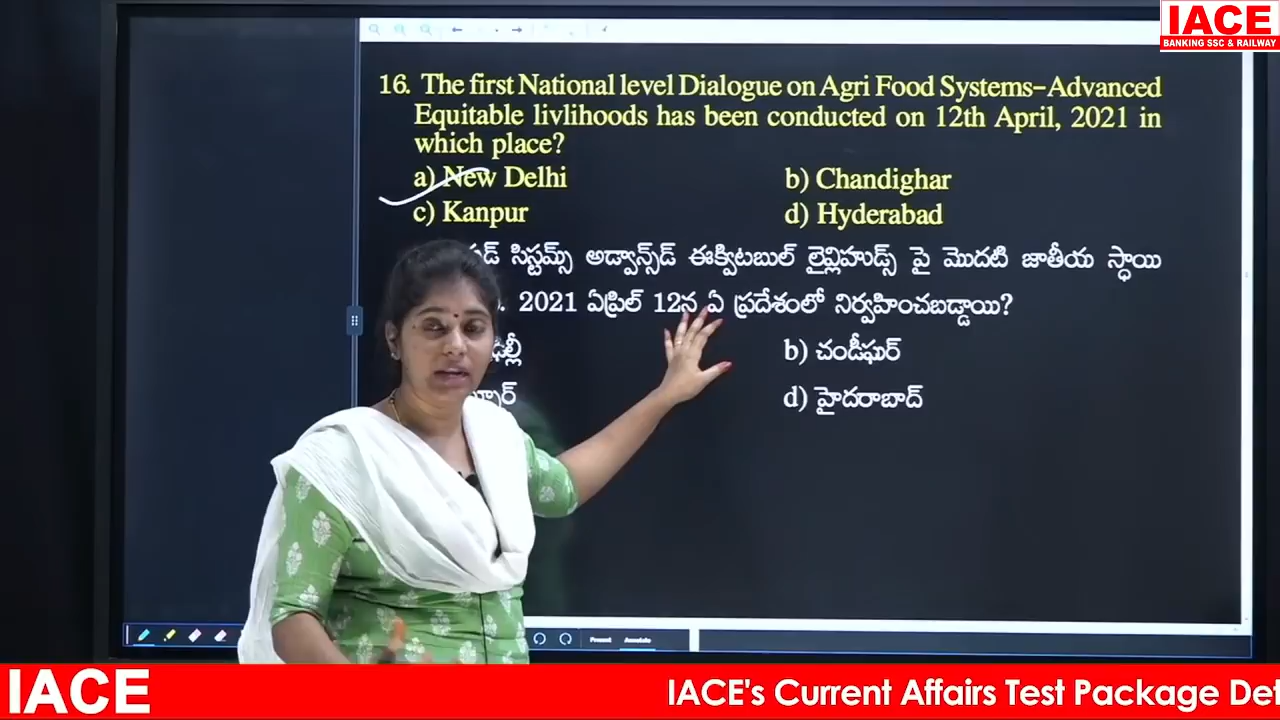 IACE
BANKING SSC & RAILWAY
16. The first National level Dialogue on Agri Food Systems-Advanced
Equitable livlihoods has been conducted on 12th April, 2021 in
which place?
a) New Delhi
b) Chandighar
c) Kanpur
d) Hyderabad
సిస్టమ్స్ అడ్వాన్స్‌డ్ ఈక్విటబుల్ లైవ్లిహుడ్స్ పై మొదటి జాతీయ స్థాయి
2021 ఏప్రిల్ 12న ఏ ప్రదేశంలో నిర్వహించబడ్డాయి?
b) చండీఘర్
d) హైదరాబాద్
Present Annotate
IACE
IACE's Current Affairs Test Package Det